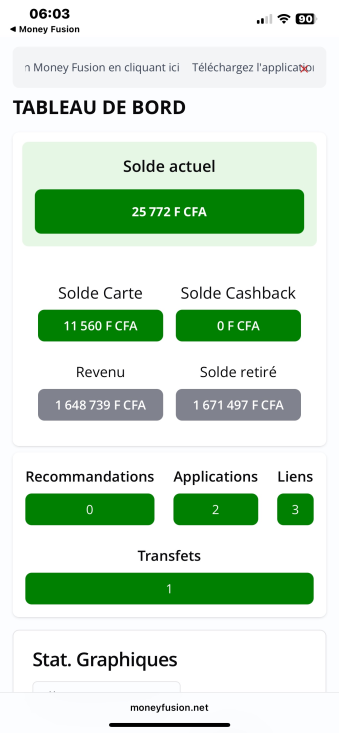 06:03
90
◀ Money Fusion
Money Fusion en cliquant ici Téléchargez l'application
TABLEAU DE BORD
Solde actuel
25 772 F CFA
Solde Carte Solde Cashback
11 560 F CFA 0 F CFA
Revenu Solde retiré
1 648 739 F CFA 1 671 497 F CFA
Recommandations Applications Liens
0 2 3
Transfets
1
Stat. Graphiques
moneyfusion.net